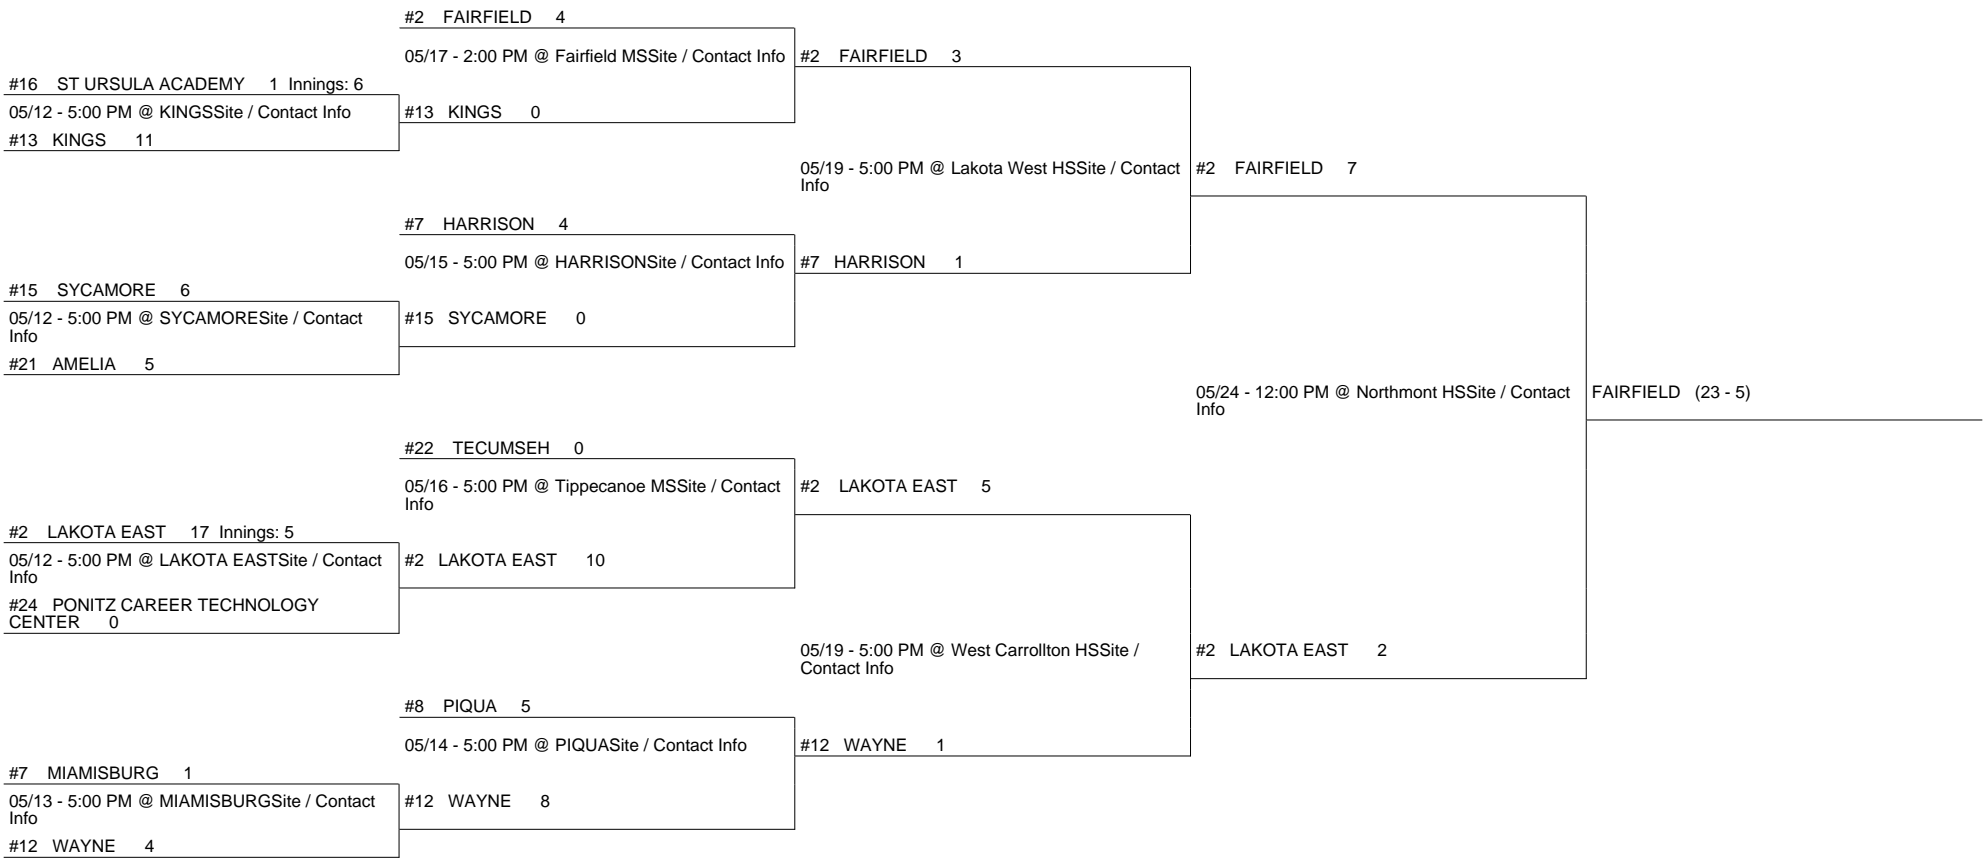 #2 FAIRFIELD 4
05/17 - 2:00 PM @ Fairfield MSSite / Contact Info
#2 FAIRFIELD 3
#16 ST URSULA ACADEMY 1 Innings: 6
05/12 - 5:00 PM @ KINGSSite / Contact Info
#13 KINGS 0
#13 KINGS 11
05/19 - 5:00 PM @ Lakota West HSSite / Contact
Info
#2 FAIRFIELD 7
#7 HARRISON 4
05/15 - 5:00 PM @ HARRISONSite / Contact Info
#7 HARRISON 1
#15 SYCAMORE 6
05/12 - 5:00 PM @ SYCAMORESite / Contact
Info
#15 SYCAMORE 0
#21 AMELIA 5
05/24 - 12:00 PM @ Northmont HSSite / Contact
Info
FAIRFIELD (23 - 5)
#22 TECUMSEH 0
05/16 - 5:00 PM @ Tippecanoe MSSite / Contact
Info
#2 LAKOTA EAST 5
#2 LAKOTA EAST 17 Innings: 5
05/12 - 5:00 PM @ LAKOTA EASTSite / Contact
Info
#2 LAKOTA EAST 10
#24 PONITZ CAREER TECHNOLOGY
CENTER 0
05/19 - 5:00 PM @ West Carrollton HSSite /
Contact Info
#2 LAKOTA EAST 2
#8 PIQUA 5
05/14 - 5:00 PM @ PIQUASite / Contact Info
#12 WAYNE 1
#7 MIAMISBURG 1
05/13 - 5:00 PM @ MIAMISBURGSite / Contact
Info
#12 WAYNE 8
#12 WAYNE 4